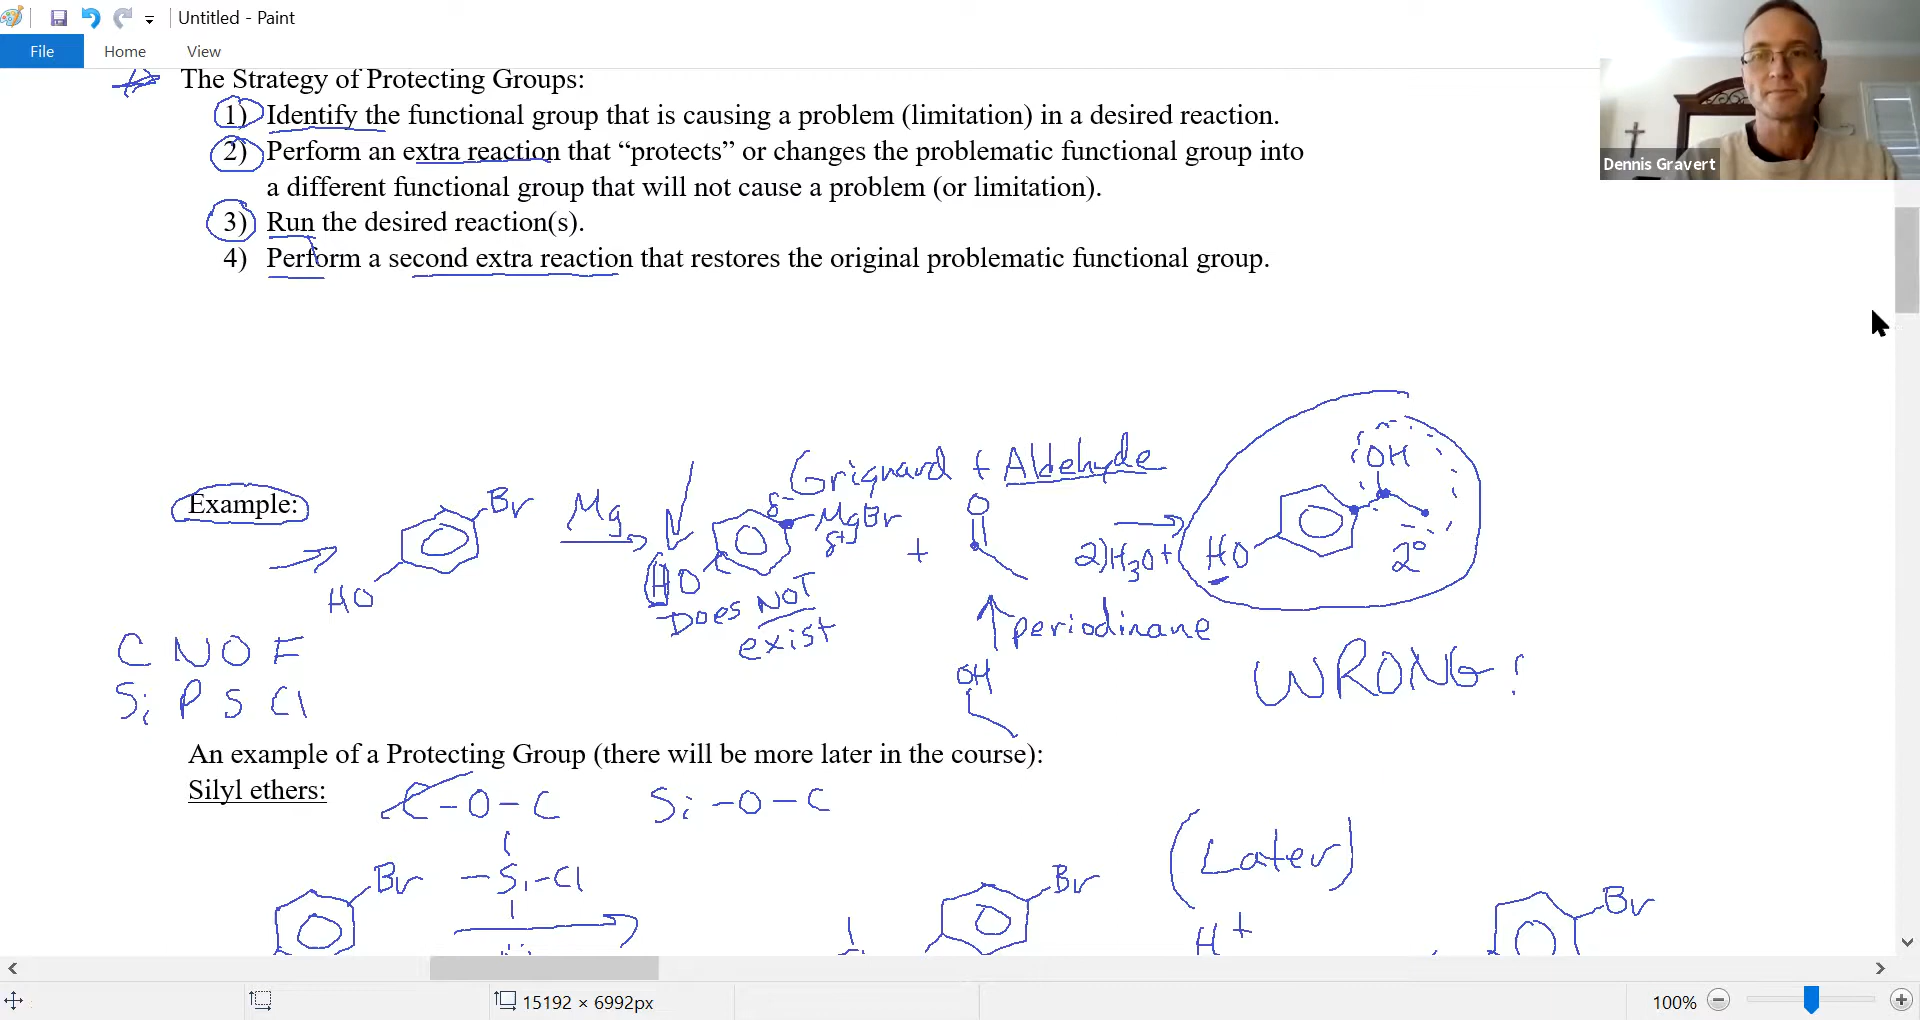 Untitled - Paint
File Home View
Dennis Gravert
The Strategy of Protecting Groups:
1) Identify the functional group that is causing a problem (limitation) in a desired reaction.
2) Perform an extra reaction that “protects” or changes the problematic functional group into
a different functional group that will not cause a problem (or limitation).
3) Run the desired reaction(s).
4) Perform a second extra reaction that restores the original problematic functional group.
Grignard + Aldehyde
Example:
Br
HO
Mg
δ-
MgBr
δ+
HO
Does NOT
exist
+
O
2) H3O+
OH
HO
2°
periodinane
OH
WRONG!
C N O F
Si P S Cl
An example of a Protecting Group (there will be more later in the course):
Silyl ethers:
C-O-C
Si-O-C
(Later)
Br
-Si-Cl
Br
H+
Br
15192 × 6992px
100%